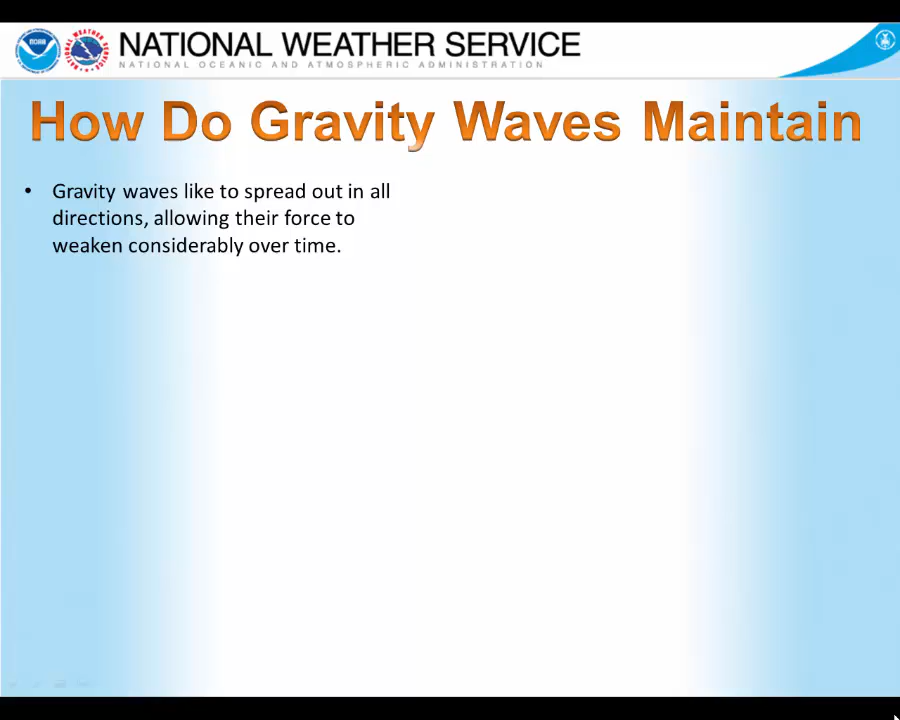 NATIONAL WEATHER SERVICE
NATIONAL OCEANIC AND ATMOSPHERIC ADMINISTRATION
How Do Gravity Waves Maintain
• Gravity waves like to spread out in all
directions, allowing their force to
weaken considerably over time.